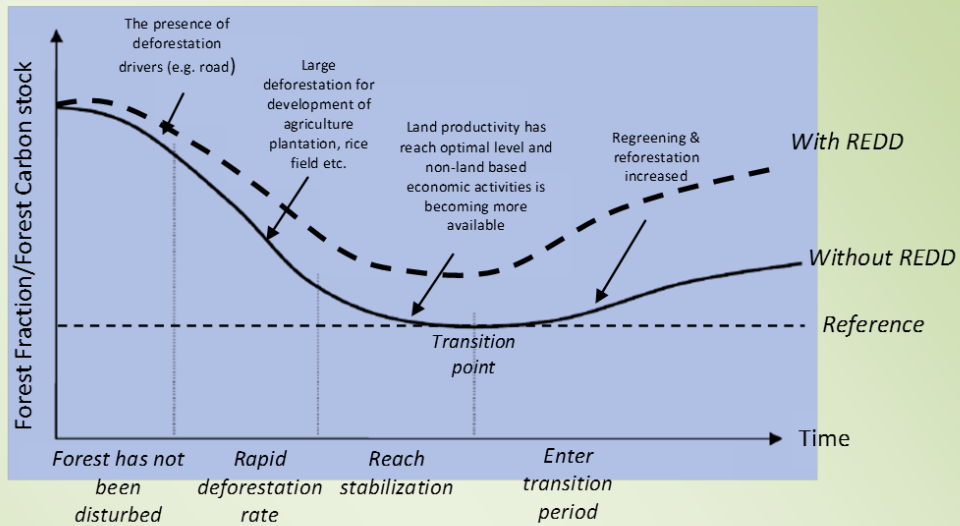 The presence of
deforestation
drivers (e.g. road)
Large
deforestation for
development of
agriculture
plantation, rice
field etc.
Land productivity has
reach optimal level and
non-land based
economic activities is
becoming more
available
Regreening &
reforestation
increased
With REDD
Without REDD
Reference
Transition
point
Forest Fraction/Forest Carbon stock
Time
Forest has not
been
disturbed
Rapid
deforestation
rate
Reach
stabilization
Enter
transition
period